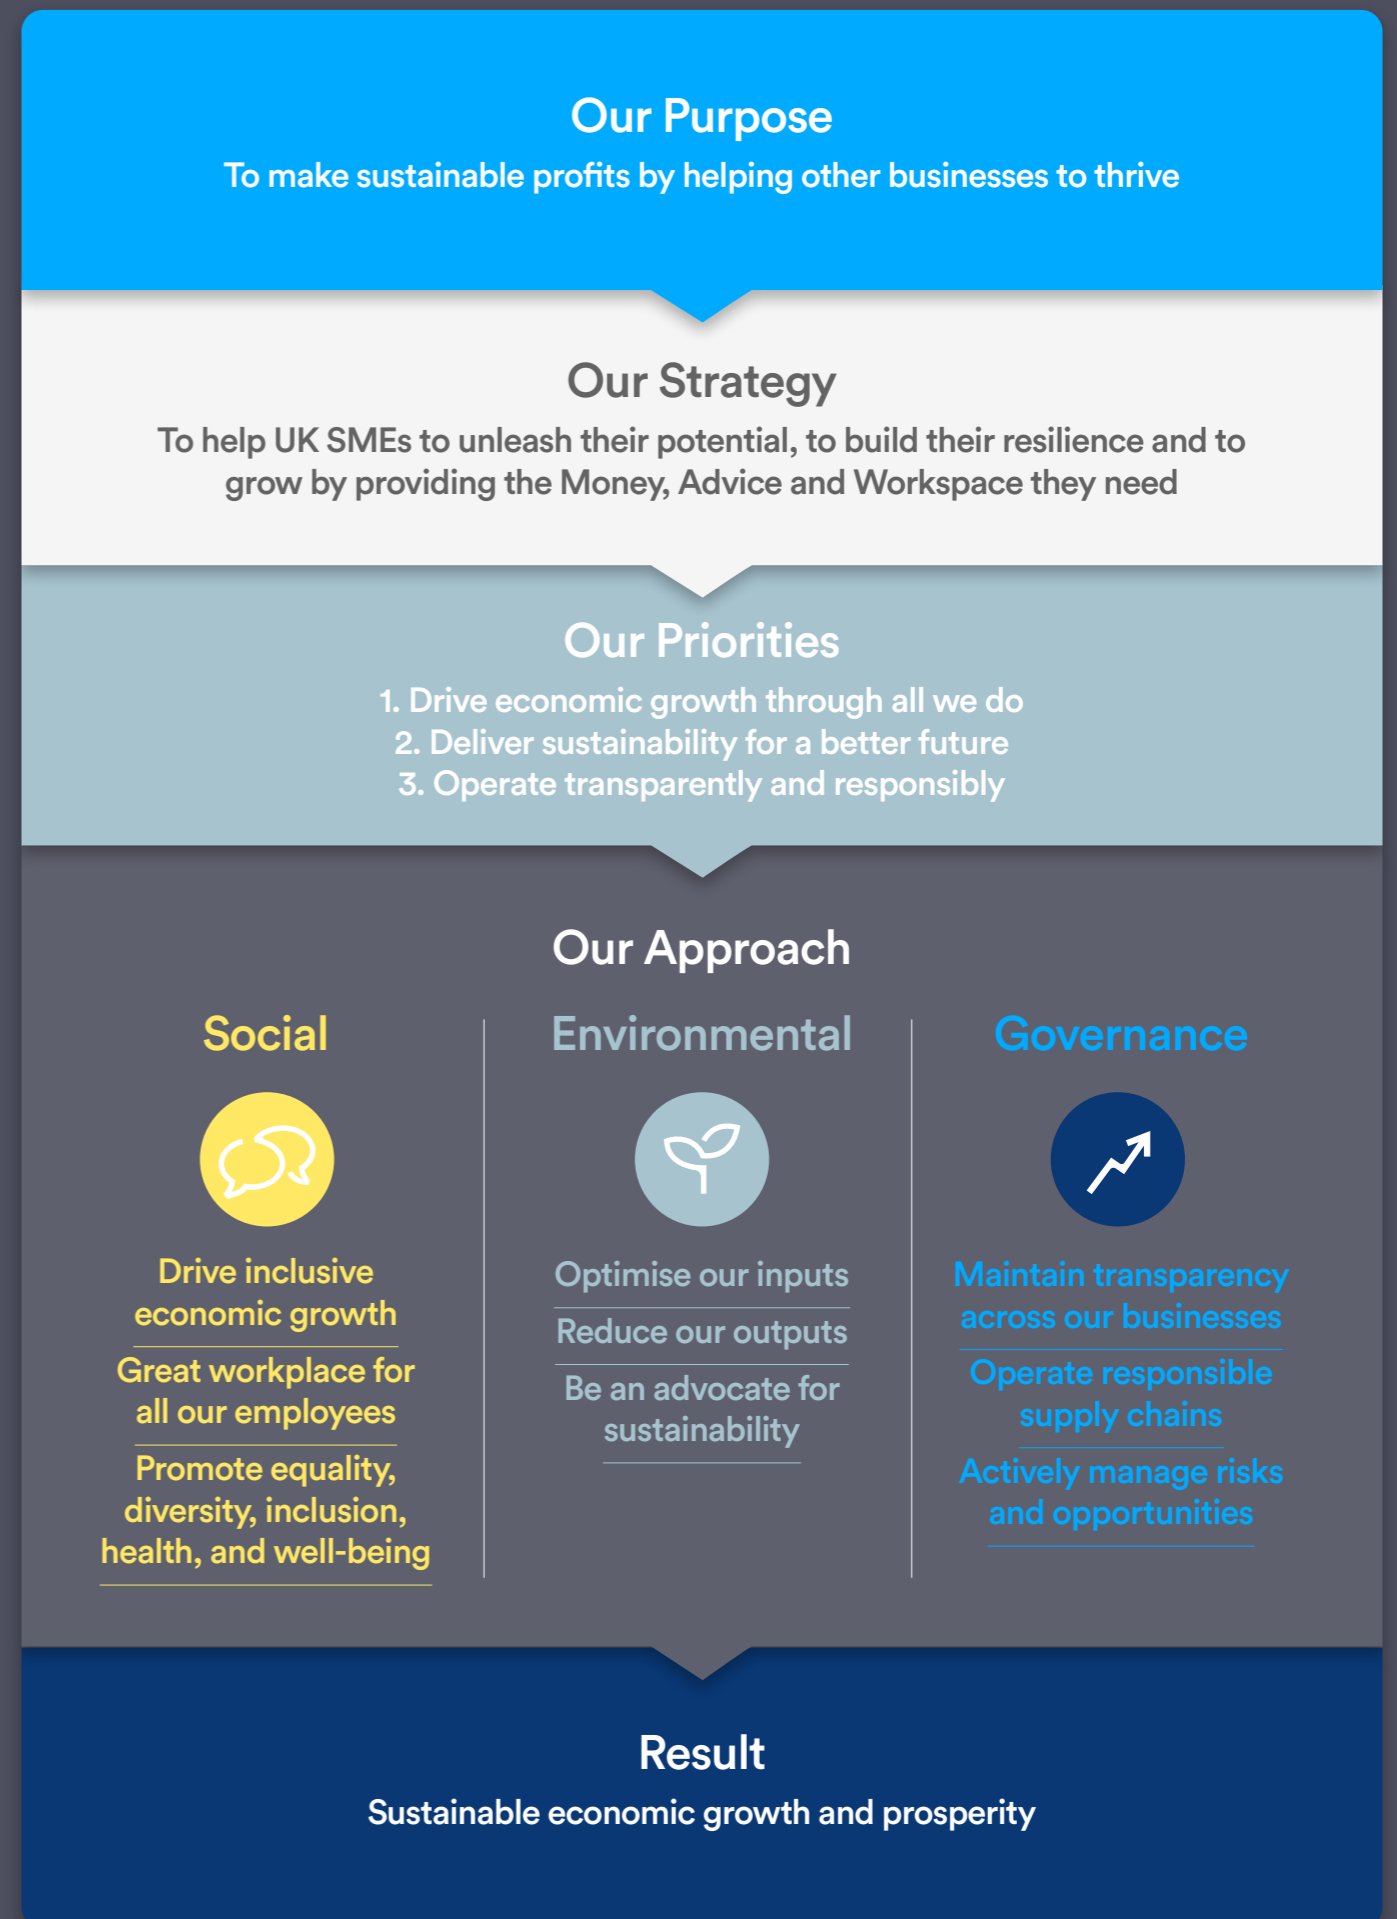 Our Purpose
To make sustainable profits by helping other businesses to thrive
Our Strategy
To help UK SMEs to unleash their potential, to build their resilience and to
grow by providing the Money, Advice and Workspace they need
Our Priorities
1. Drive economic growth through all we do
2. Deliver sustainability for a better future
3. Operate transparently and responsibly
Our Approach
Social
Drive inclusive
economic growth
Great workplace for
all our employees
Promote equality,
diversity, inclusion,
health, and well-being
Environmental
Optimise our inputs
Reduce our outputs
Be an advocate for
sustainability
Governance
Maintain transparency
across our businesses
Operate responsible
supply chains
Actively manage risks
and opportunities
Result
Sustainable economic growth and prosperity